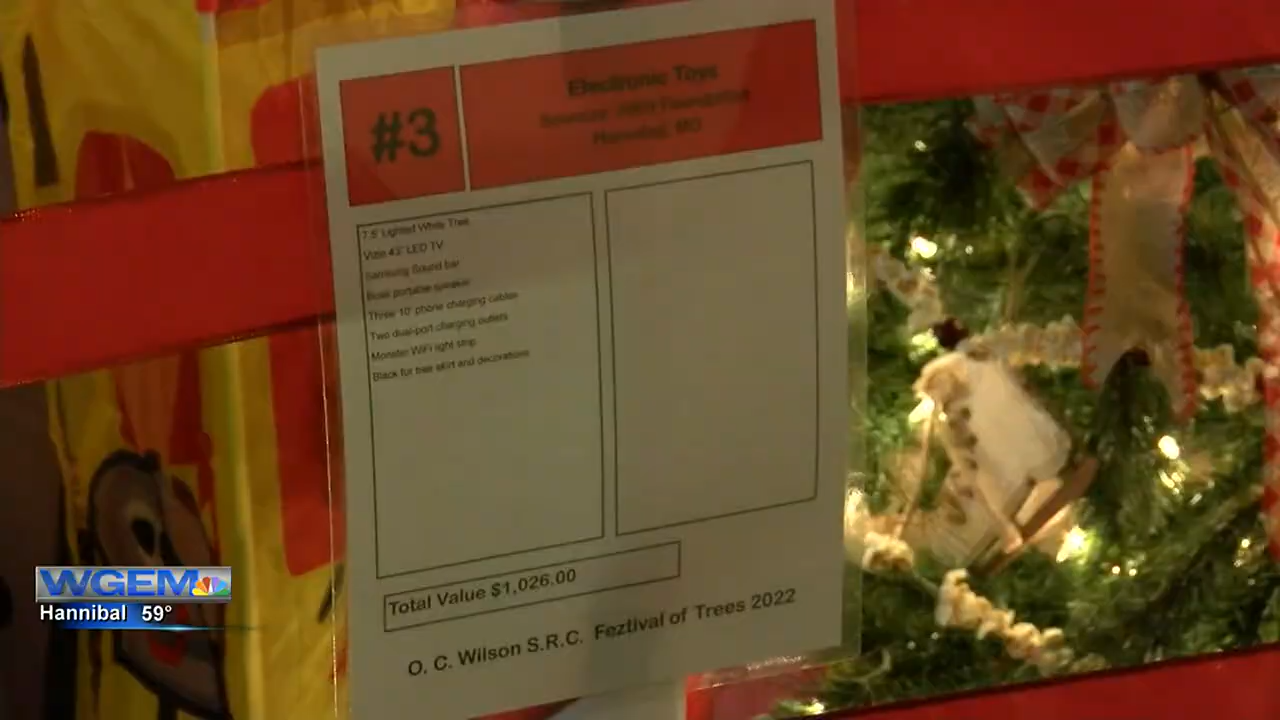 #3
Electronic Toys
Hannibal, MO
7.5' Lighted White Tree
Vizio 43" LED TV
Samsung Sound bar
Bose portable speaker
Three 10' phone charging cables
Two dual-port charging outlets
Monster WiFi light strip
Black for tree skirt and decorations
Total Value $1,026.00
O. C. Wilson S.R.C. Feztival of Trees 2022
WGEM
Hannibal 59°